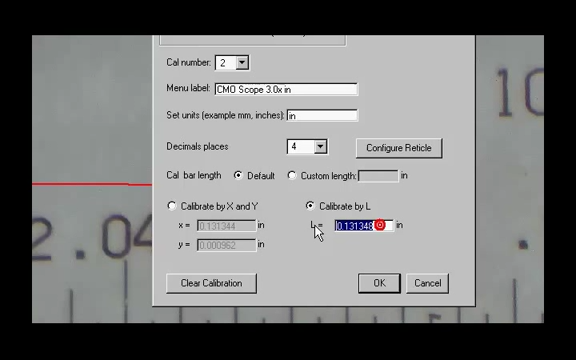 Cal number: 2
Menu label: CMO Scope 3.0x in
Set units (example mm, inches): in
Decimals places 4 Configure Reticle
Cal bar length Default Custom length: in
Calibrate by X and Y Calibrate by L
x = 0.131344 in L = 0.131348 in
y = 0.000962 in
Clear Calibration OK Cancel
2.04
10